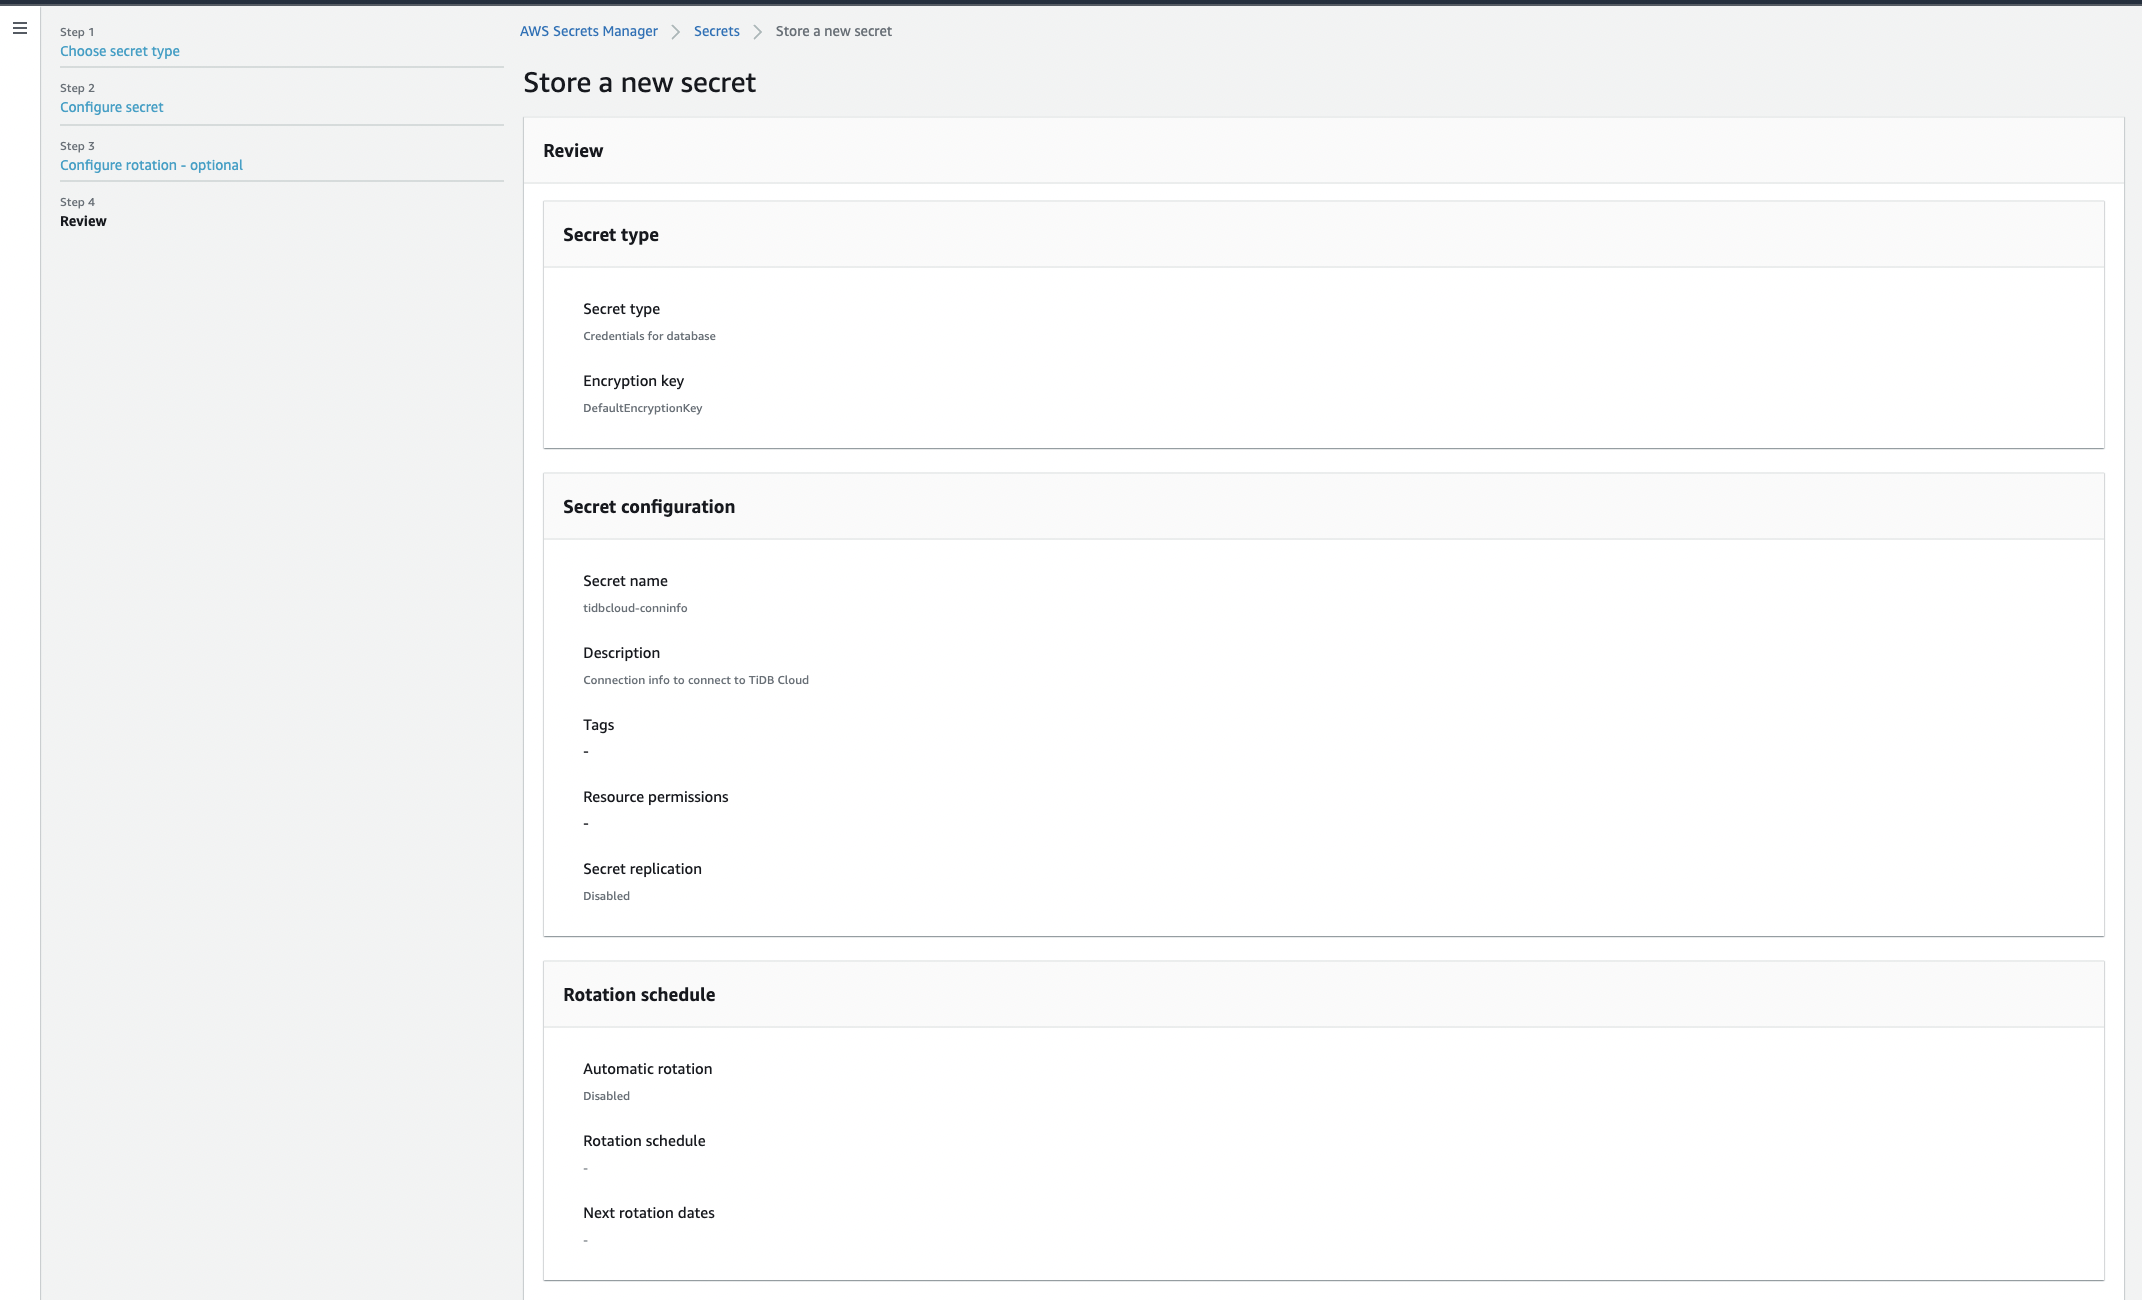 Step 1
Choose secret type
Step 2
Configure secret
Step 3
Configure rotation - optional
Step 4
Review
AWS Secrets Manager > Secrets > Store a new secret
Store a new secret
Review
Secret type
Secret type
Credentials for database
Encryption key
DefaultEncryptionKey
Secret configuration
Secret name
tidbcloud-conninfo
Description
Connection info to connect to TiDB Cloud
Tags
-
Resource permissions
-
Secret replication
Disabled
Rotation schedule
Automatic rotation
Disabled
Rotation schedule
-
Next rotation dates
-